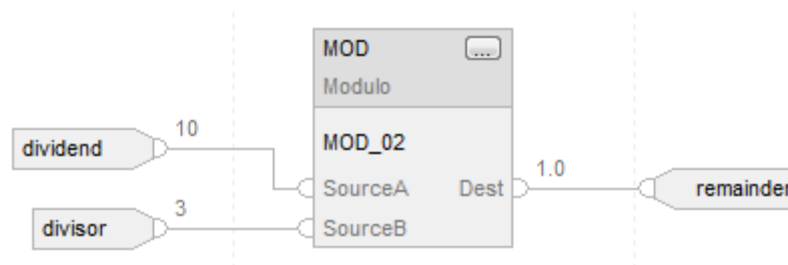 MOD
...
Modulo
10
dividend
MOD_02
1.0
SourceA
Dest
remainder
3
divisor
SourceB